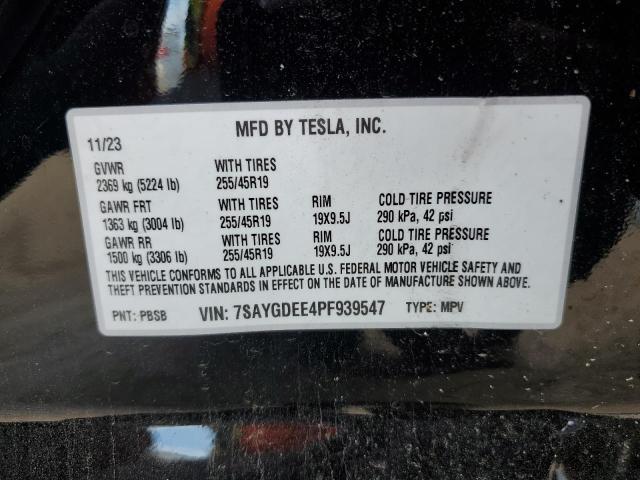 11/23 MFD BY TESLA, INC.
GVWR WITH TIRES
2369 kg (5224 lb) 255/45R19
GAWR FRT WITH TIRES RIM COLD TIRE PRESSURE
1363 kg (3004 lb) 255/45R19 19X9.5J 290 kPa, 42 psi
GAWR RR WITH TIRES RIM COLD TIRE PRESSURE
1500 kg (3306 lb) 255/45R19 19X9.5J 290 kPa, 42 psi
THIS VEHICLE CONFORMS TO ALL APPLICABLE U.S. FEDERAL MOTOR VEHICLE SAFETY AND
THEFT PREVENTION STANDARDS IN EFFECT ON THE DATE OF MANUFACTURE SHOWN ABOVE.
PNT: PBSB VIN: 7SAYGDEE4PF939547 TYPE: MPV